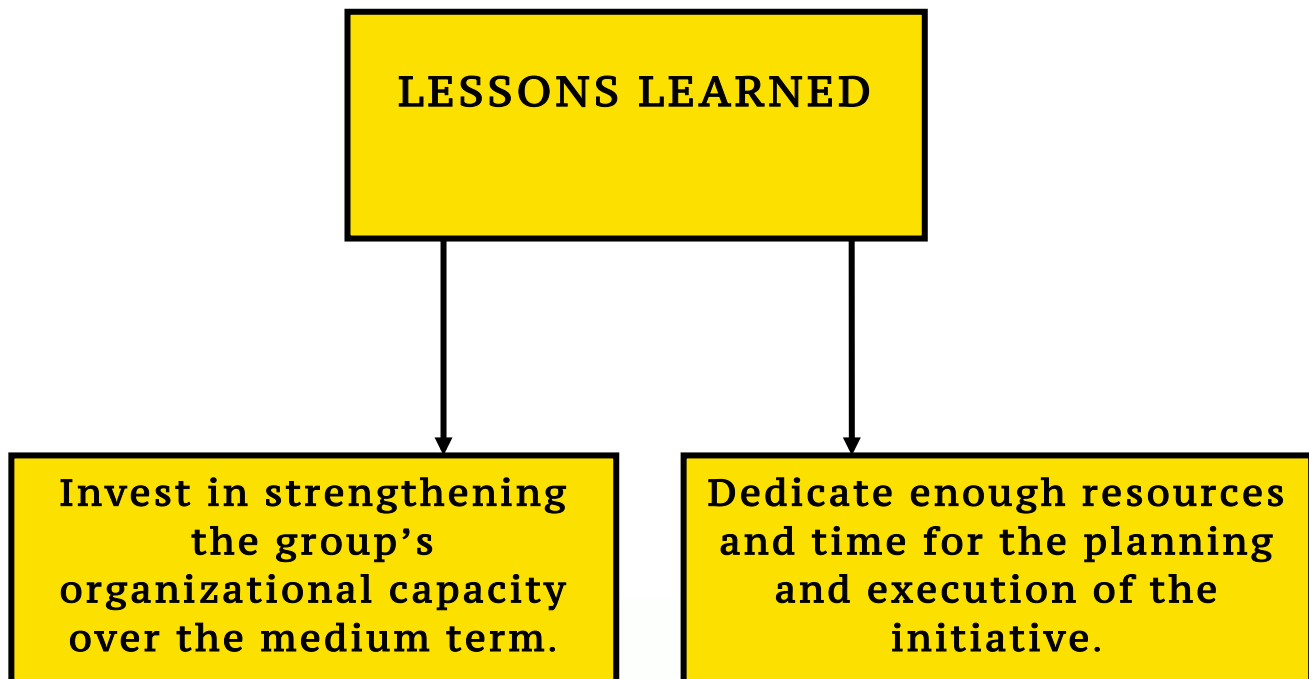 LESSONS LEARNED
Invest in strengthening
the group’s
organizational capacity
over the medium term.
Dedicate enough resources
and time for the planning
and execution of the
initiative.